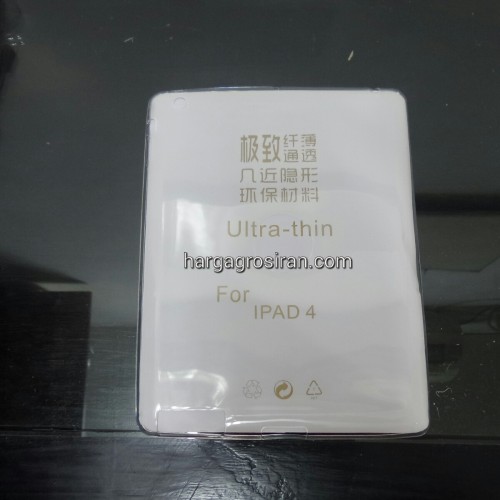 极致纤薄
通透
几近隐形
环保材料
Ultra-thin
hargagrosiran.com
For
IPAD 4